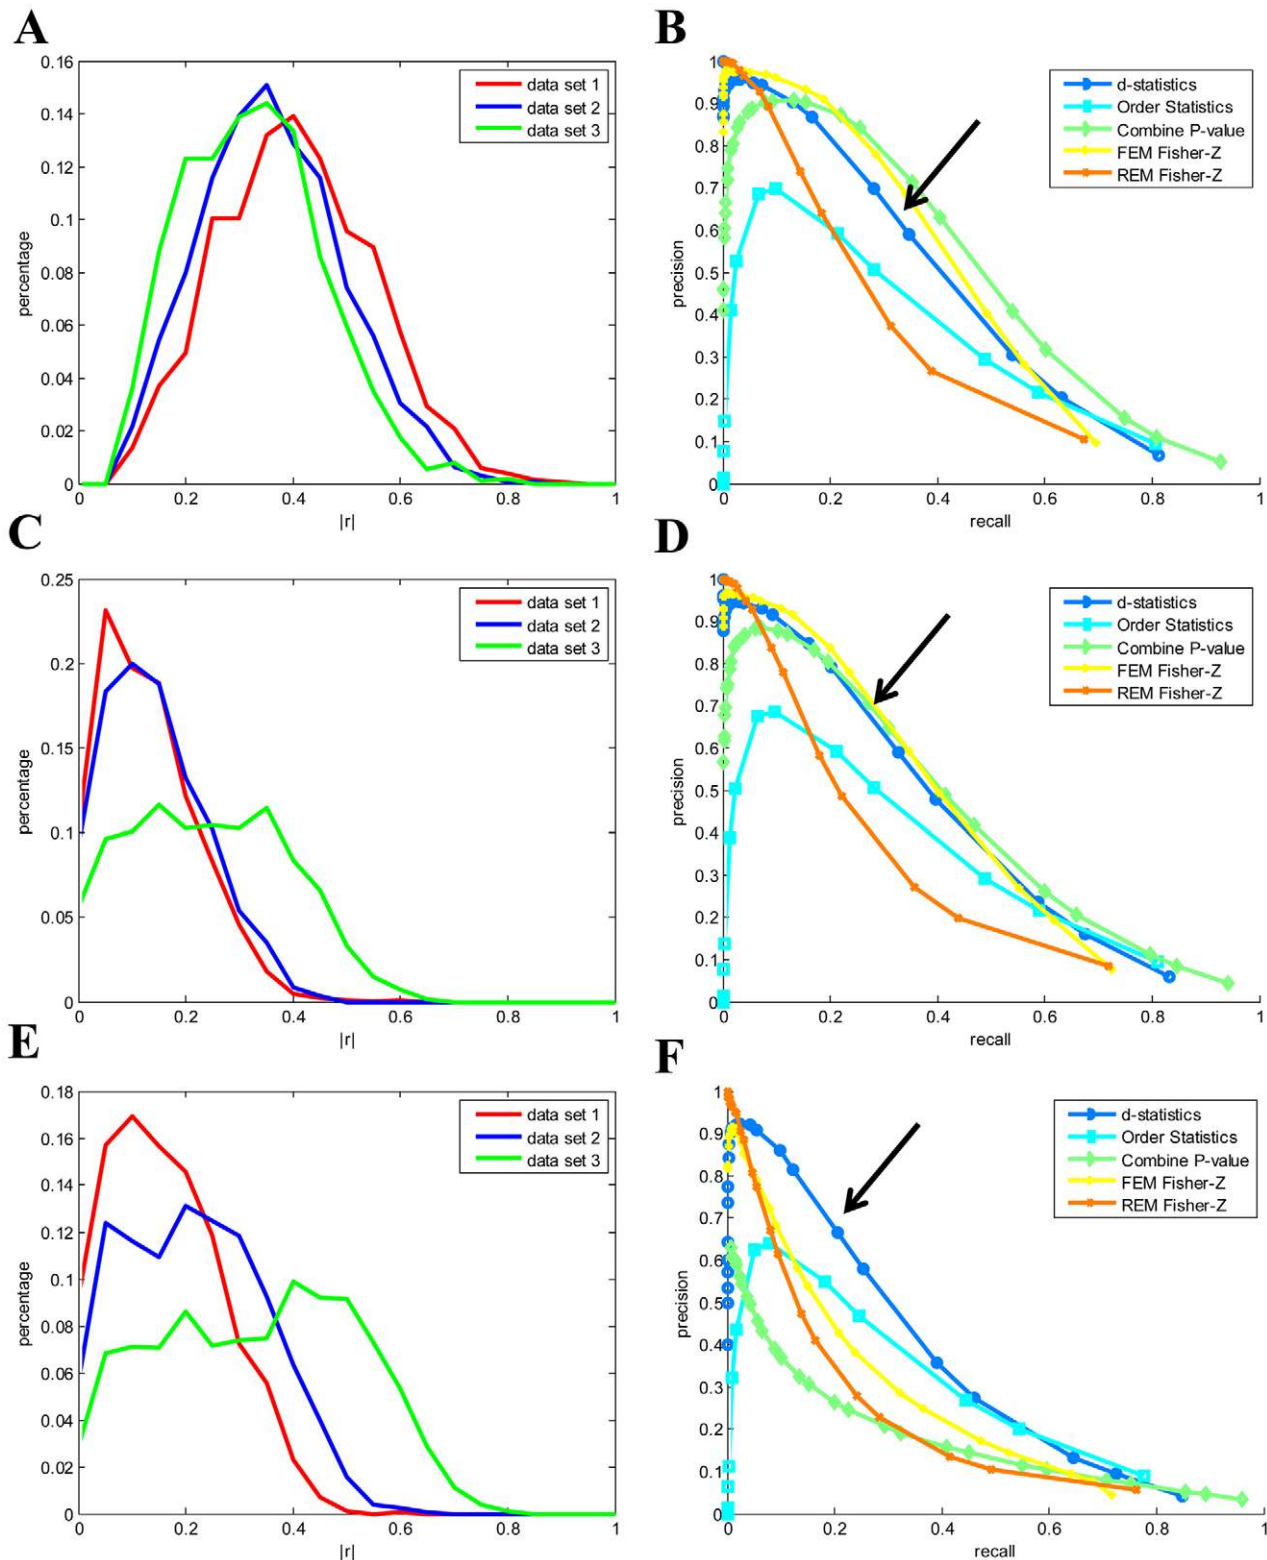 A
0.16
0.14
0.12
0.1
0.08
0.06
0.04
0.02
0
percentage
0 0.2 0.4 0.6 0.8 1
|r|
data set 1
data set 2
data set 3
B
1
0.9
0.8
0.7
0.6
0.5
0.4
0.3
0.2
0.1
0
precision
0 0.2 0.4 0.6 0.8 1
recall
d-statistics
Order Statistics
Combine P-value
FEM Fisher-Z
REM Fisher-Z
C
0.25
0.2
0.15
0.1
0.05
0
percentage
0 0.2 0.4 0.6 0.8 1
|r|
data set 1
data set 2
data set 3
D
1
0.9
0.8
0.7
0.6
0.5
0.4
0.3
0.2
0.1
0
precision
0 0.2 0.4 0.6 0.8 1
recall
d-statistics
Order Statistics
Combine P-value
FEM Fisher-Z
REM Fisher-Z
E
0.18
0.16
0.14
0.12
0.1
0.08
0.06
0.04
0.02
0
percentage
0 0.2 0.4 0.6 0.8 1
|r|
data set 1
data set 2
data set 3
F
1
0.9
0.8
0.7
0.6
0.5
0.4
0.3
0.2
0.1
0
precision
0 0.2 0.4 0.6 0.8 1
recall
d-statistics
Order Statistics
Combine P-value
FEM Fisher-Z
REM Fisher-Z